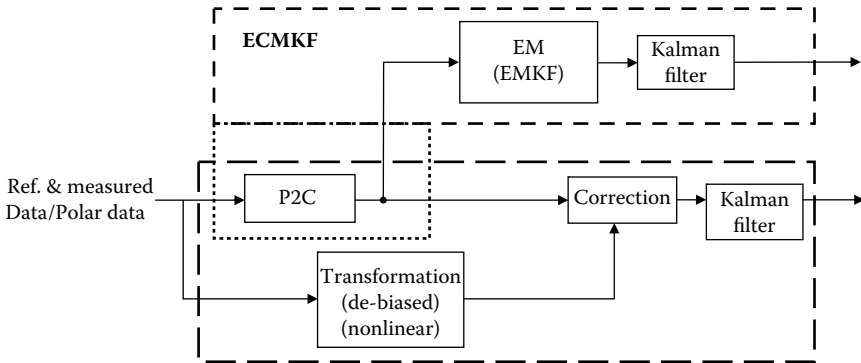 ECMKF
EM
(EMKF)
Kalman
filter
Ref. & measured
Data/Polar data
P2C
Correction
Kalman
filter
Transformation
(de-biased)
(nonlinear)